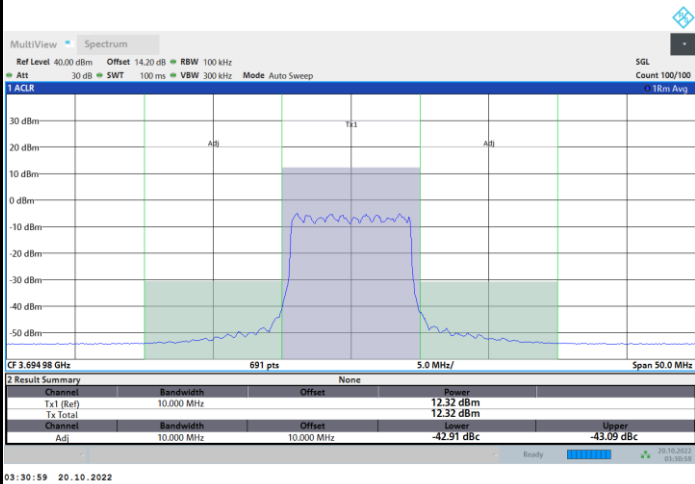 MultiView Spectrum
Ref Level 40.00 dBm Offset 14.20 dB RBW 100 kHz SGL
Att 30 dB SWT 100 ms VBW 300 kHz Mode Auto Sweep Count 100/100
1 ACLR 1Rm Avg
30 dBm
Tx1
20 dBm
Adj Adj
10 dBm
0 dBm
-10 dBm
-20 dBm
-30 dBm
-40 dBm
-50 dBm
CF 3.694 98 GHz 691 pts 5.0 MHz/ Span 50.0 MHz
2 Result Summary None
Channel Bandwidth Offset Power
Tx1 (Ref) 10.000 MHz 12.32 dBm
Tx Total 12.32 dBm
Channel Bandwidth Offset Lower Upper
Adj 10.000 MHz 10.000 MHz -42.91 dBc -43.09 dBc
Ready 20.10.2022
03:30:58
03:30:59 20.10.2022